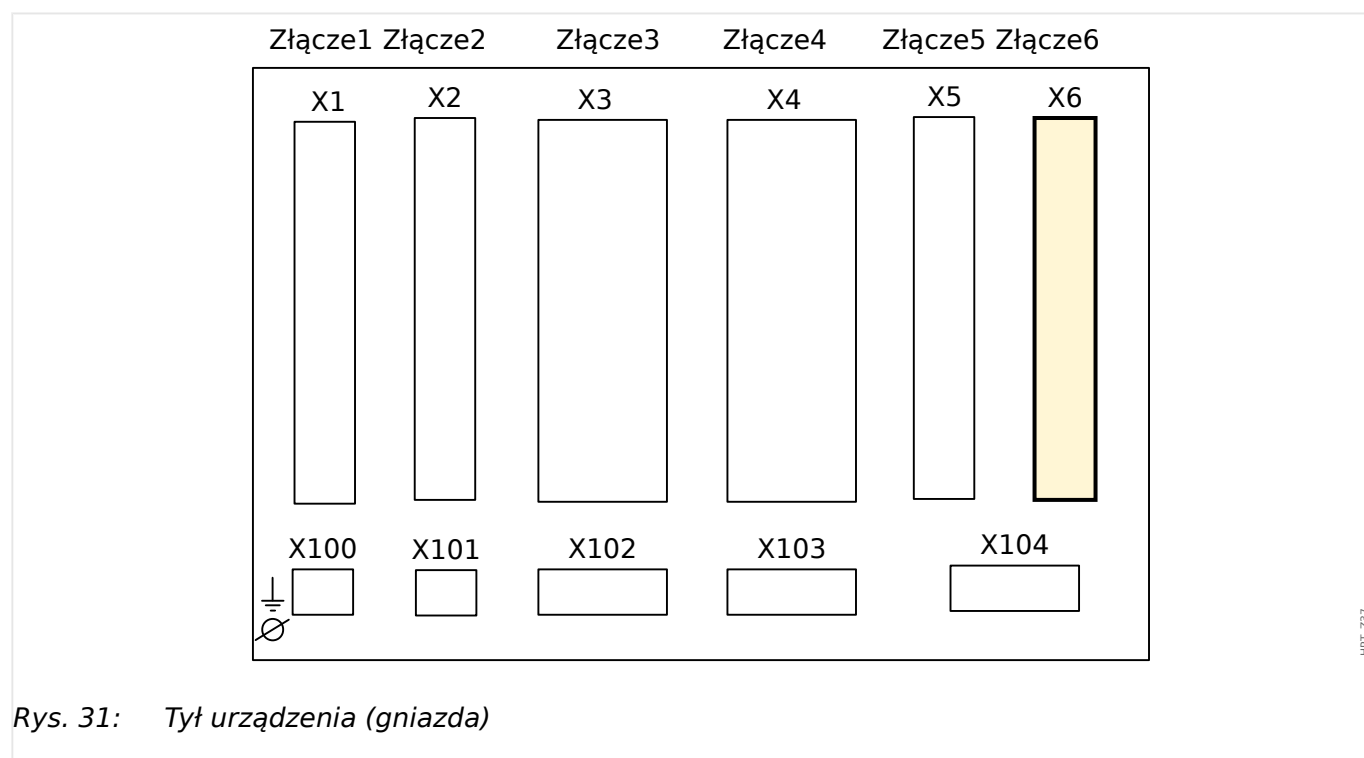 Złącze1 Złącze2 Złącze3 Złącze4 Złącze5 Złącze6
X1 X2 X3 X4 X5 X6
X100 X101 X102 X103 X104
Rys. 31: Tył urządzenia (gniazda)